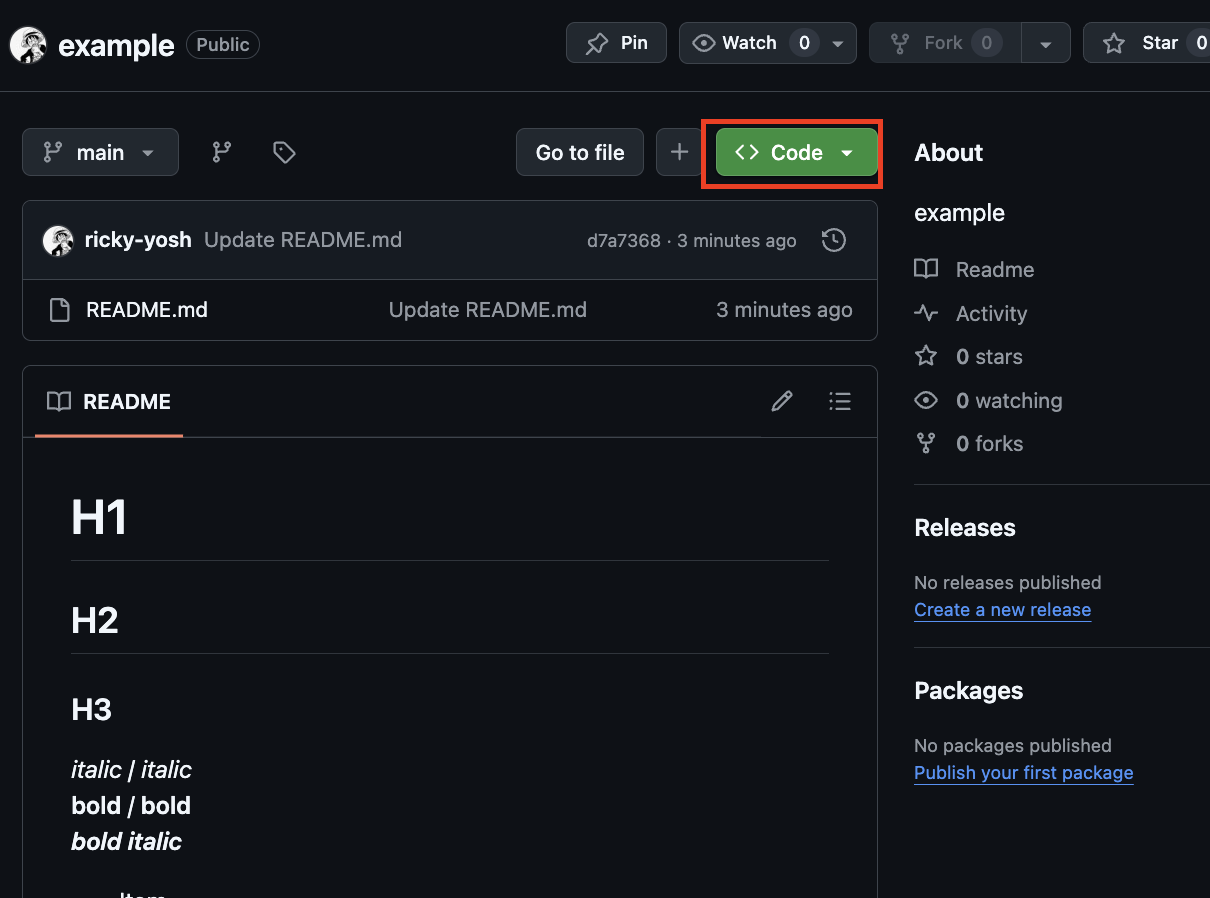 example Public Pin Watch 0 Fork 0 Star 0
main Go to file + <> Code
ricky-yosh Update README.md d7a7368 · 3 minutes ago
README.md Update README.md 3 minutes ago
README
H1
H2
H3
italic / italic
bold / bold
bold italic
About
example
Readme
Activity
0 stars
0 watching
0 forks
Releases
No releases published
Create a new release
Packages
No packages published
Publish your first package